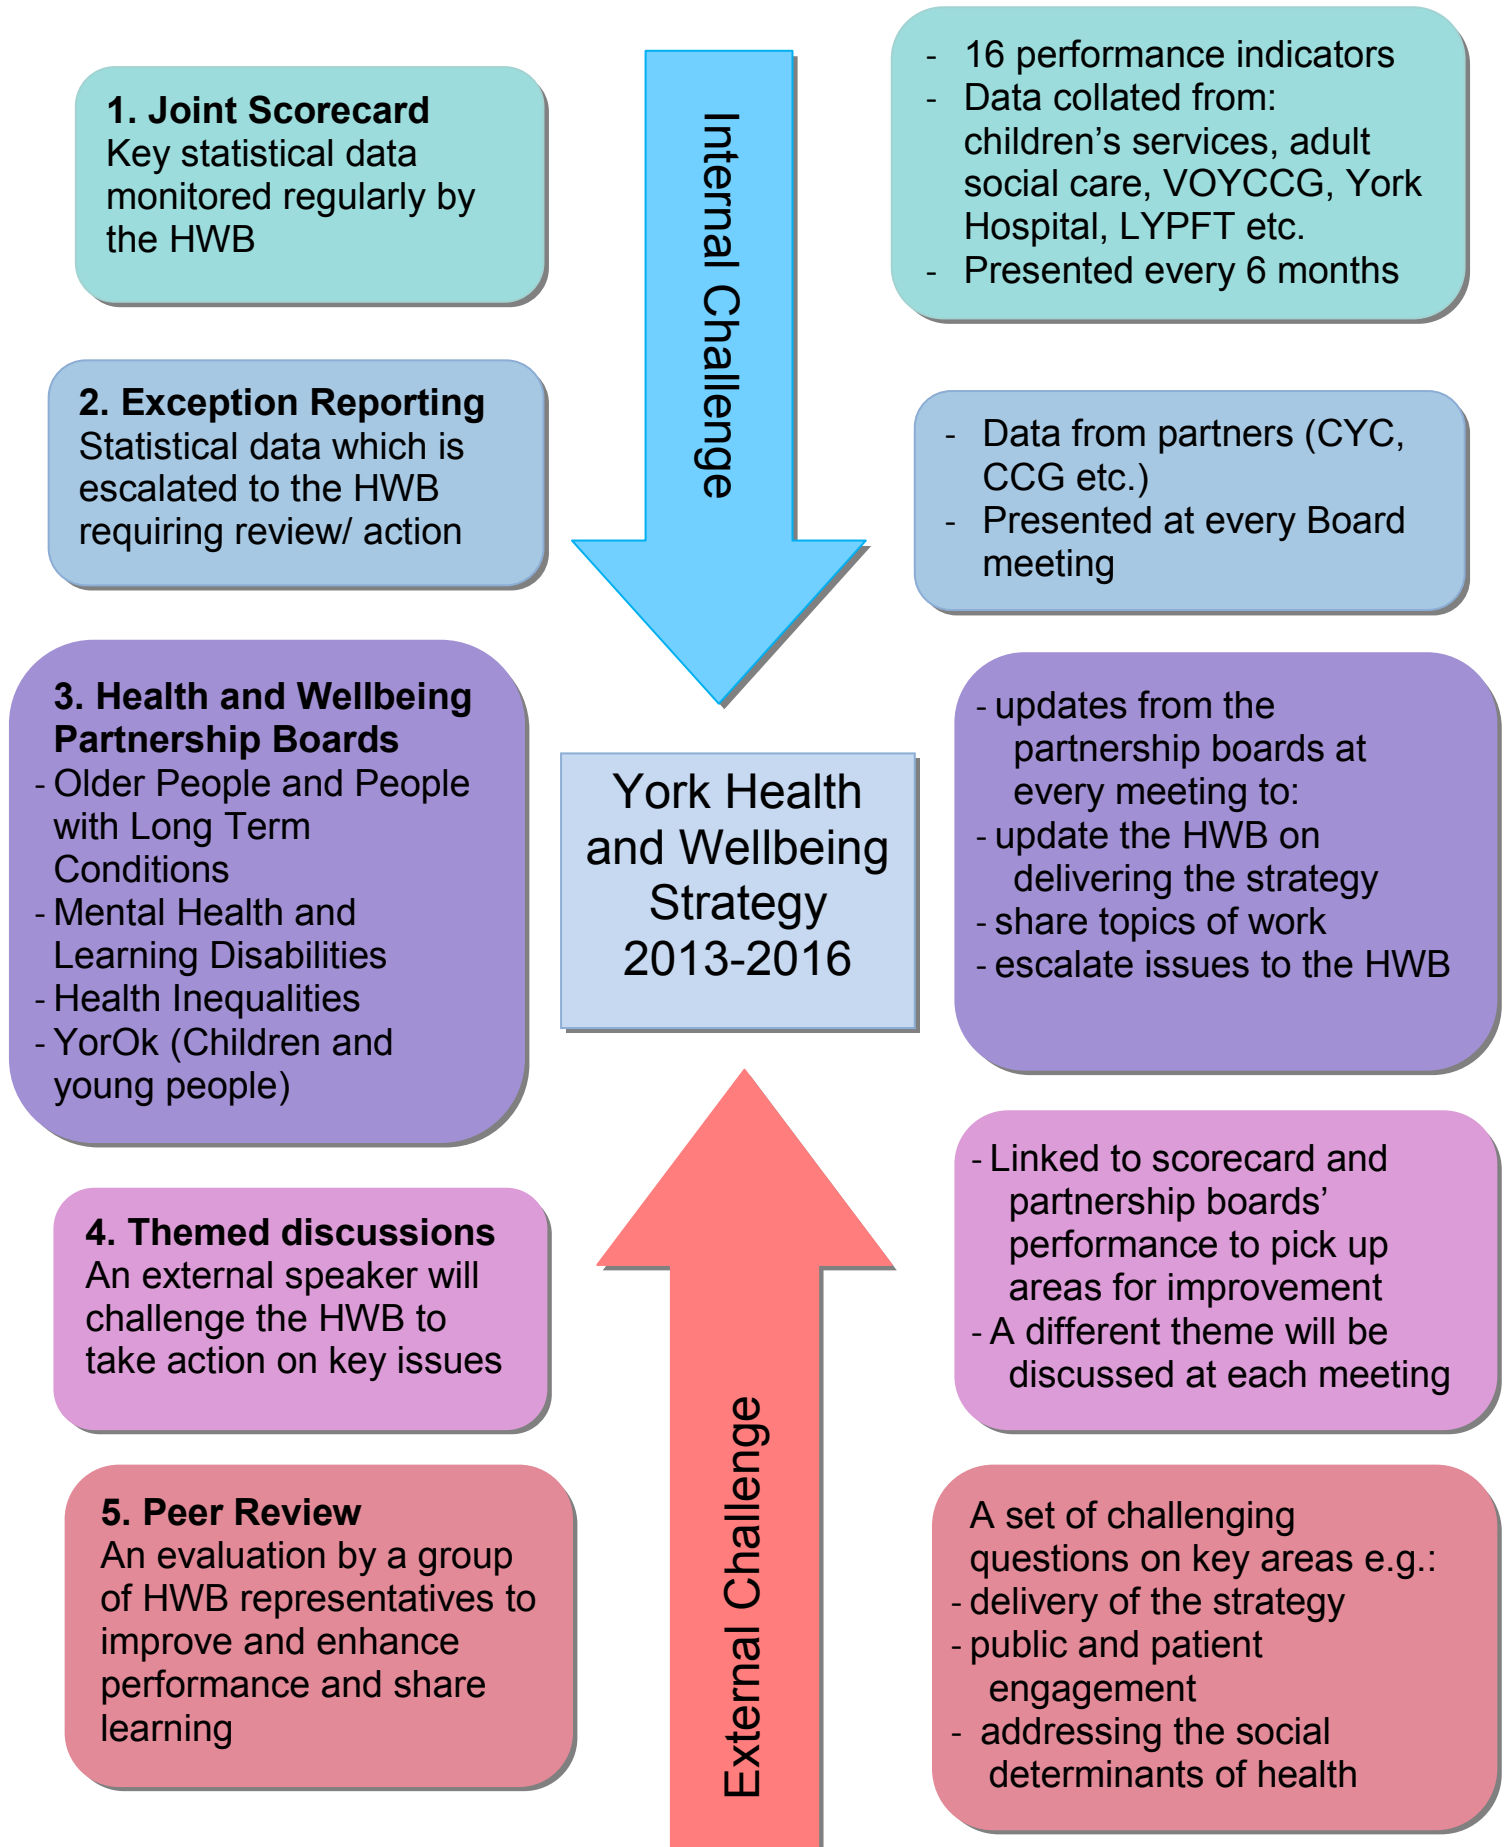 1. Joint Scorecard
Key statistical data
monitored regularly by
the HWB
Internal Challenge
- 16 performance indicators
- Data collated from:
children’s services, adult
social care, VOYCCG, York
Hospital, LYPFT etc.
- Presented every 6 months
2. Exception Reporting
Statistical data which is
escalated to the HWB
requiring review/ action
- Data from partners (CYC,
CCG etc.)
- Presented at every Board
meeting
3. Health and Wellbeing
Partnership Boards
- Older People and People
with Long Term
Conditions
- Mental Health and
Learning Disabilities
- Health Inequalities
- YorOk (Children and
young people)
York Health
and Wellbeing
Strategy
2013-2016
- updates from the
partnership boards at
every meeting to:
- update the HWB on
delivering the strategy
- share topics of work
- escalate issues to the HWB
4. Themed discussions
An external speaker will
challenge the HWB to
take action on key issues
External Challenge
- Linked to scorecard and
partnership boards’
performance to pick up
areas for improvement
- A different theme will be
discussed at each meeting
5. Peer Review
An evaluation by a group
of HWB representatives to
improve and enhance
performance and share
learning
A set of challenging
questions on key areas e.g.:
- delivery of the strategy
- public and patient
engagement
- addressing the social
determinants of health